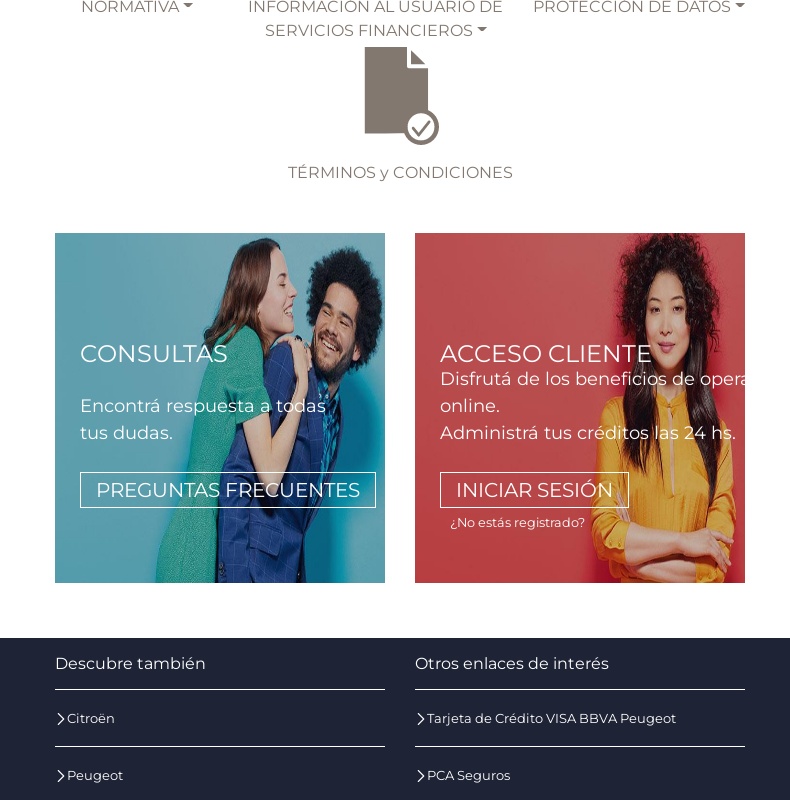 NORMATIVA
INFORMACIÓN AL USUARIO DE
SERVICIOS FINANCIEROS
PROTECCIÓN DE DATOS
TÉRMINOS y CONDICIONES
CONSULTAS
Encontrá respuesta a todas
tus dudas.
PREGUNTAS FRECUENTES
ACCESO CLIENTE
Disfrutá de los beneficios de opera
online.
Administrá tus créditos las 24 hs.
INICIAR SESIÓN
¿No estás registrado?
Descubre también
Citroën
Peugeot
Otros enlaces de interés
Tarjeta de Crédito VISA BBVA Peugeot
PCA Seguros